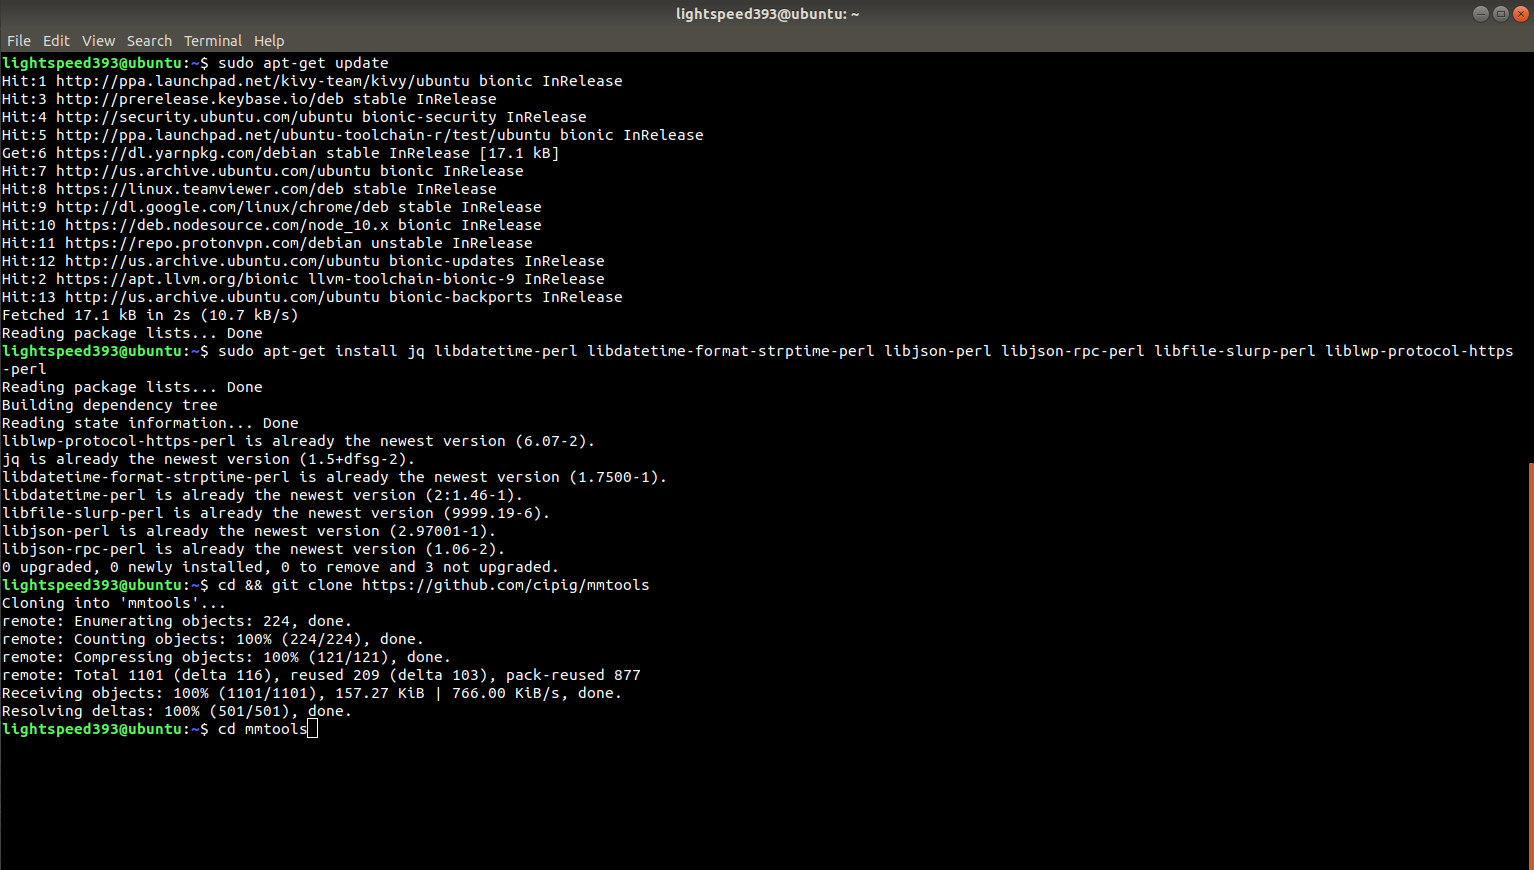 lightspeed393@ubuntu: ~
File Edit View Search Terminal Help
lightspeed393@ubuntu:~$ sudo apt-get update
Hit:1 http://ppa.launchpad.net/kivy-team/kivy/ubuntu bionic InRelease
Hit:3 http://prerelease.keybase.io/deb stable InRelease
Hit:4 http://security.ubuntu.com/ubuntu bionic-security InRelease
Hit:5 http://ppa.launchpad.net/ubuntu-toolchain-r/test/ubuntu bionic InRelease
Get:6 https://dl.yarnpkg.com/debian stable InRelease [17.1 kB]
Hit:7 http://us.archive.ubuntu.com/ubuntu bionic InRelease
Hit:8 https://linux.teamviewer.com/deb stable InRelease
Hit:9 http://dl.google.com/linux/chrome/deb stable InRelease
Hit:10 https://deb.nodesource.com/node_10.x bionic InRelease
Hit:11 https://repo.protonvpn.com/debian unstable InRelease
Hit:12 http://us.archive.ubuntu.com/ubuntu bionic-updates InRelease
Hit:2 https://apt.llvm.org/bionic llvm-toolchain-bionic-9 InRelease
Hit:13 http://us.archive.ubuntu.com/ubuntu bionic-backports InRelease
Fetched 17.1 kB in 2s (10.7 kB/s)
Reading package lists... Done
lightspeed393@ubuntu:~$ sudo apt-get install jq libdatetime-perl libdatetime-format-strptime-perl libjson-perl libjson-rpc-perl libfile-slurp-perl liblwp-protocol-https
-perl
Reading package lists... Done
Building dependency tree
Reading state information... Done
liblwp-protocol-https-perl is already the newest version (6.07-2).
jq is already the newest version (1.5+dfsg-2).
libdatetime-format-strptime-perl is already the newest version (1.7500-1).
libdatetime-perl is already the newest version (2:1.46-1).
libfile-slurp-perl is already the newest version (9999.19-6).
libjson-perl is already the newest version (2.97001-1).
libjson-rpc-perl is already the newest version (1.06-2).
0 upgraded, 0 newly installed, 0 to remove and 3 not upgraded.
lightspeed393@ubuntu:~$ cd && git clone https://github.com/cipig/mmtools
Cloning into 'mmtools'...
remote: Enumerating objects: 224, done.
remote: Counting objects: 100% (224/224), done.
remote: Compressing objects: 100% (121/121), done.
remote: Total 1101 (delta 116), reused 209 (delta 103), pack-reused 877
Receiving objects: 100% (1101/1101), 157.27 KiB | 766.00 KiB/s, done.
Resolving deltas: 100% (501/501), done.
lightspeed393@ubuntu:~$ cd mmtools